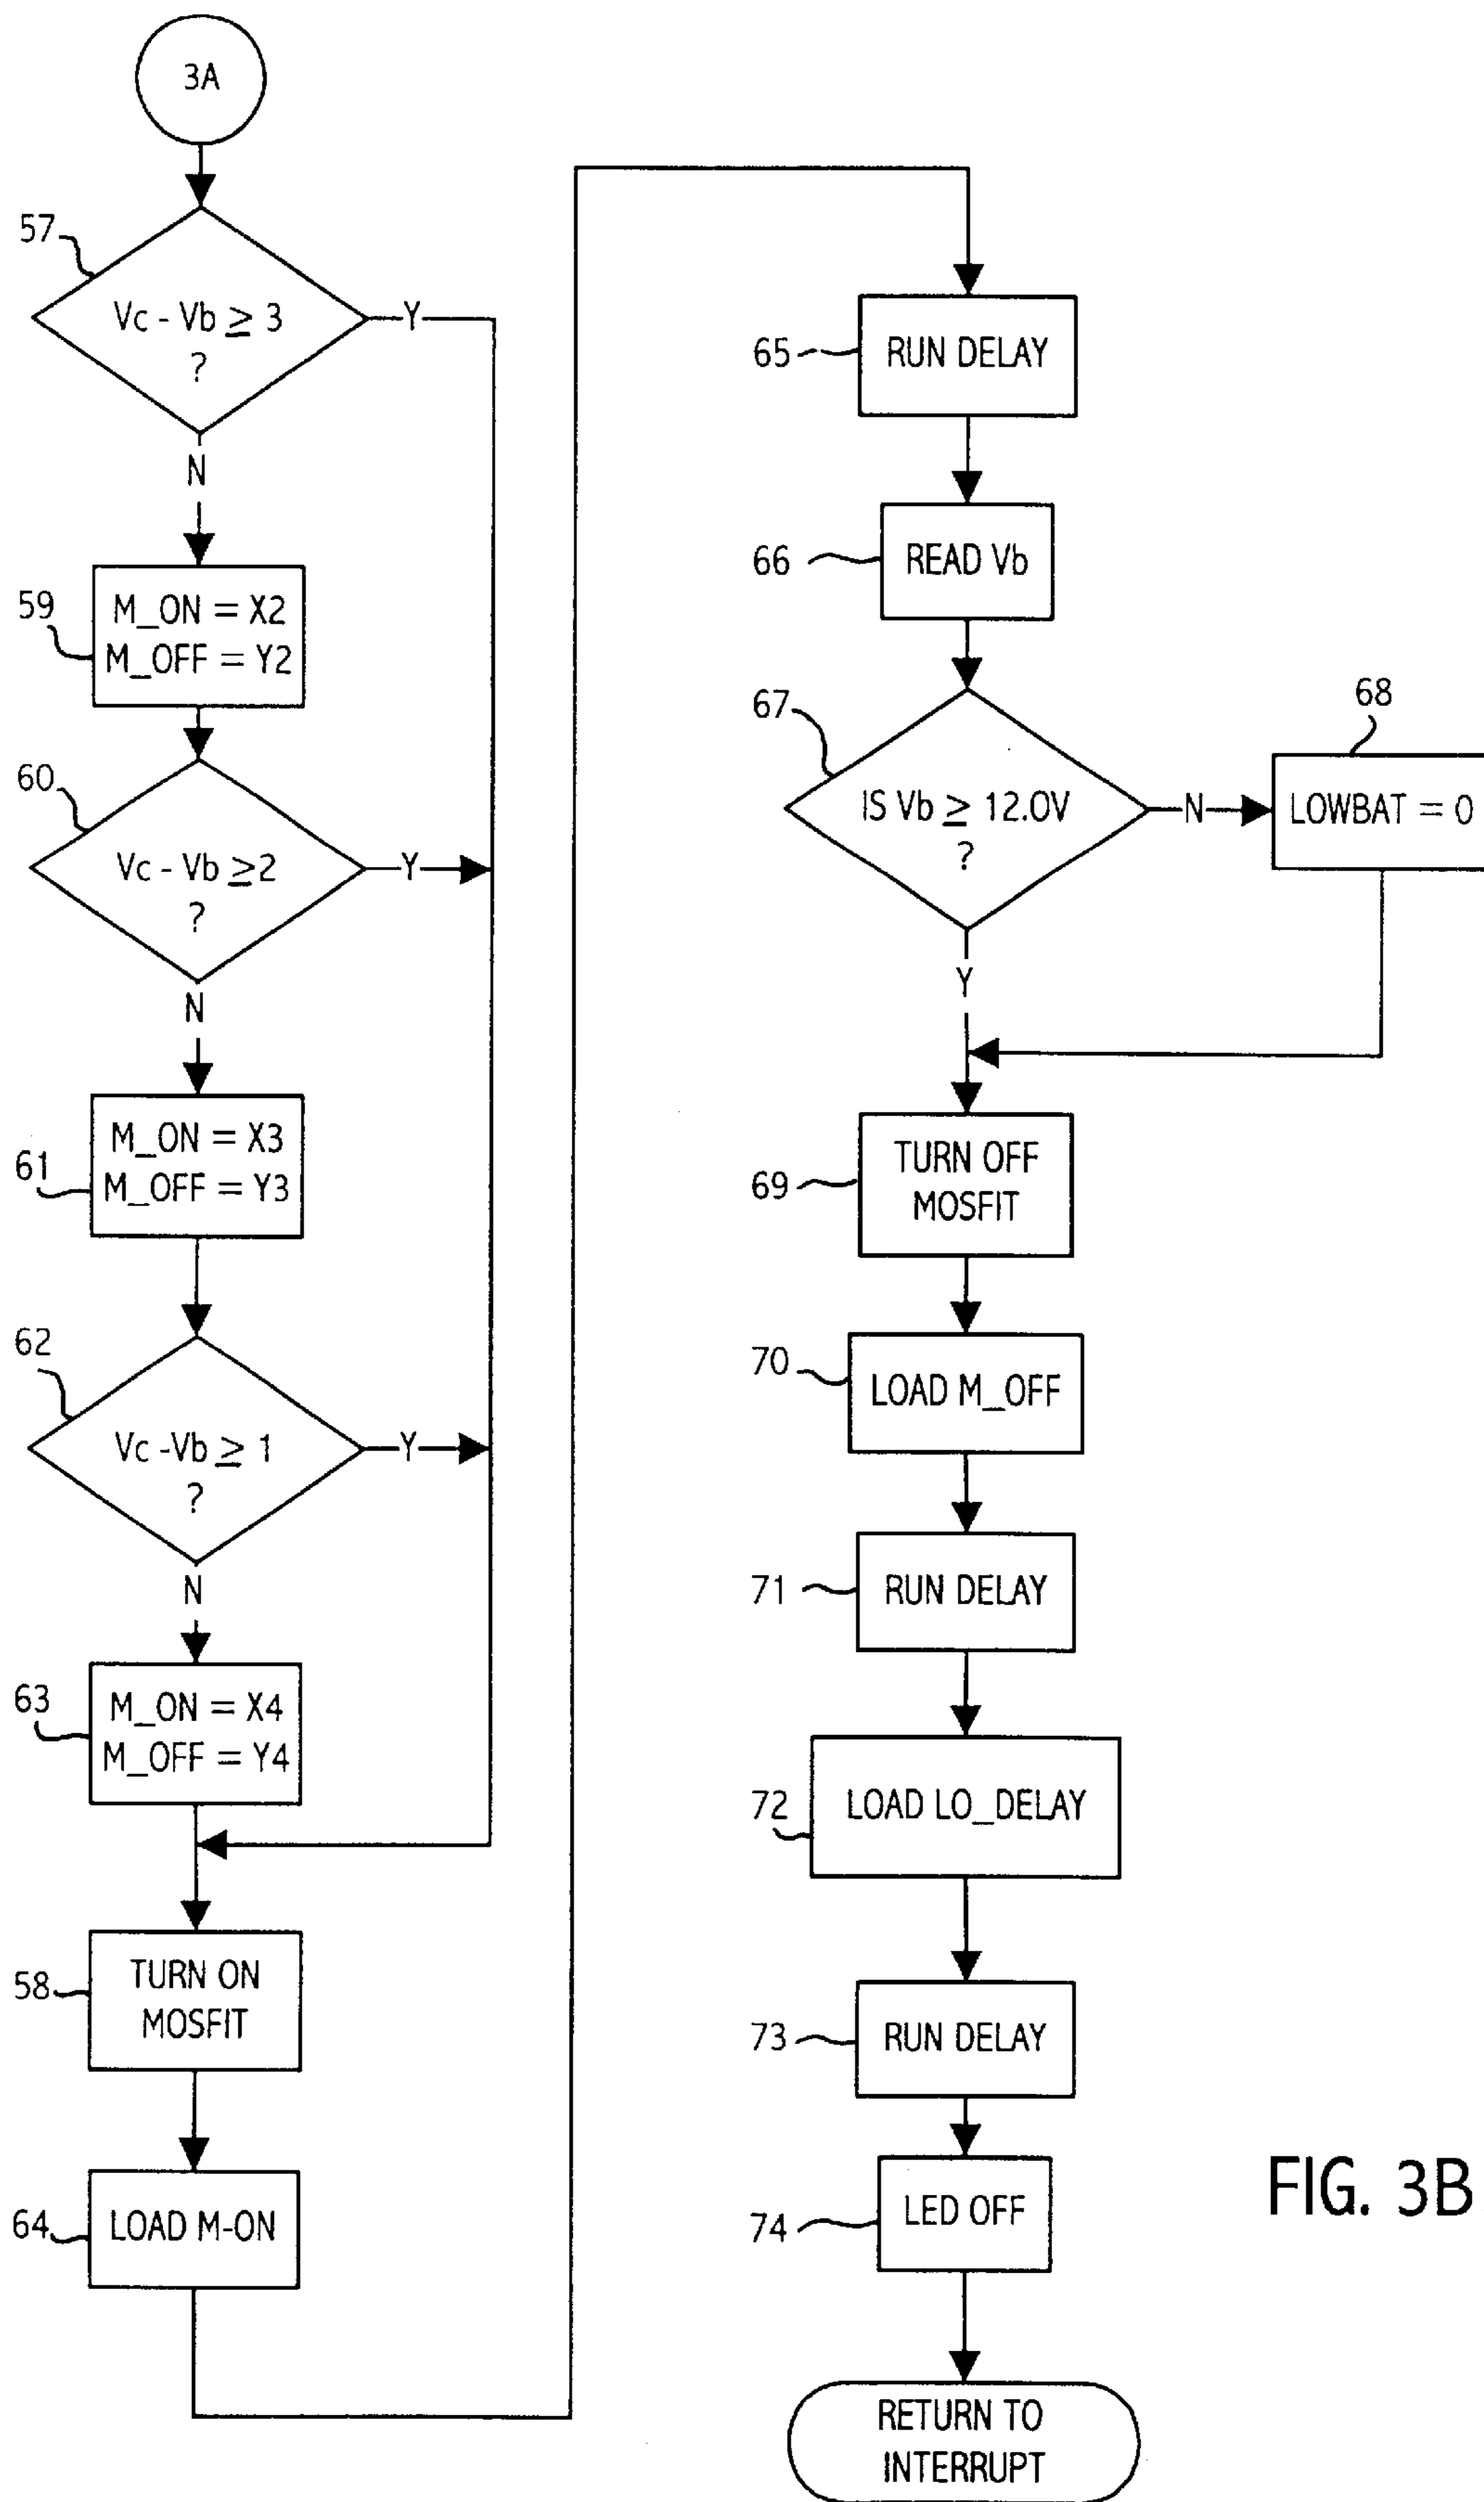 3A
57
Vc - Vb ≥ 3
?
Y
N
59
M_ON = X2
M_OFF = Y2
60
Vc - Vb ≥2
?
Y
N
61
M_ON = X3
M_OFF = Y3
62
Vc -Vb ≥ 1
?
Y
N
63
M_ON = X4
M_OFF = Y4
58
TURN ON
MOSFIT
64
LOAD M-ON
65
RUN DELAY
66
READ Vb
67
IS Vb ≥ 12.0V
?
N
68
LOWBAT = 0
Y
69
TURN OFF
MOSFIT
70
LOAD M_OFF
71
RUN DELAY
72
LOAD LO_DELAY
73
RUN DELAY
74
LED OFF
RETURN TO
INTERRUPT
FIG. 3B